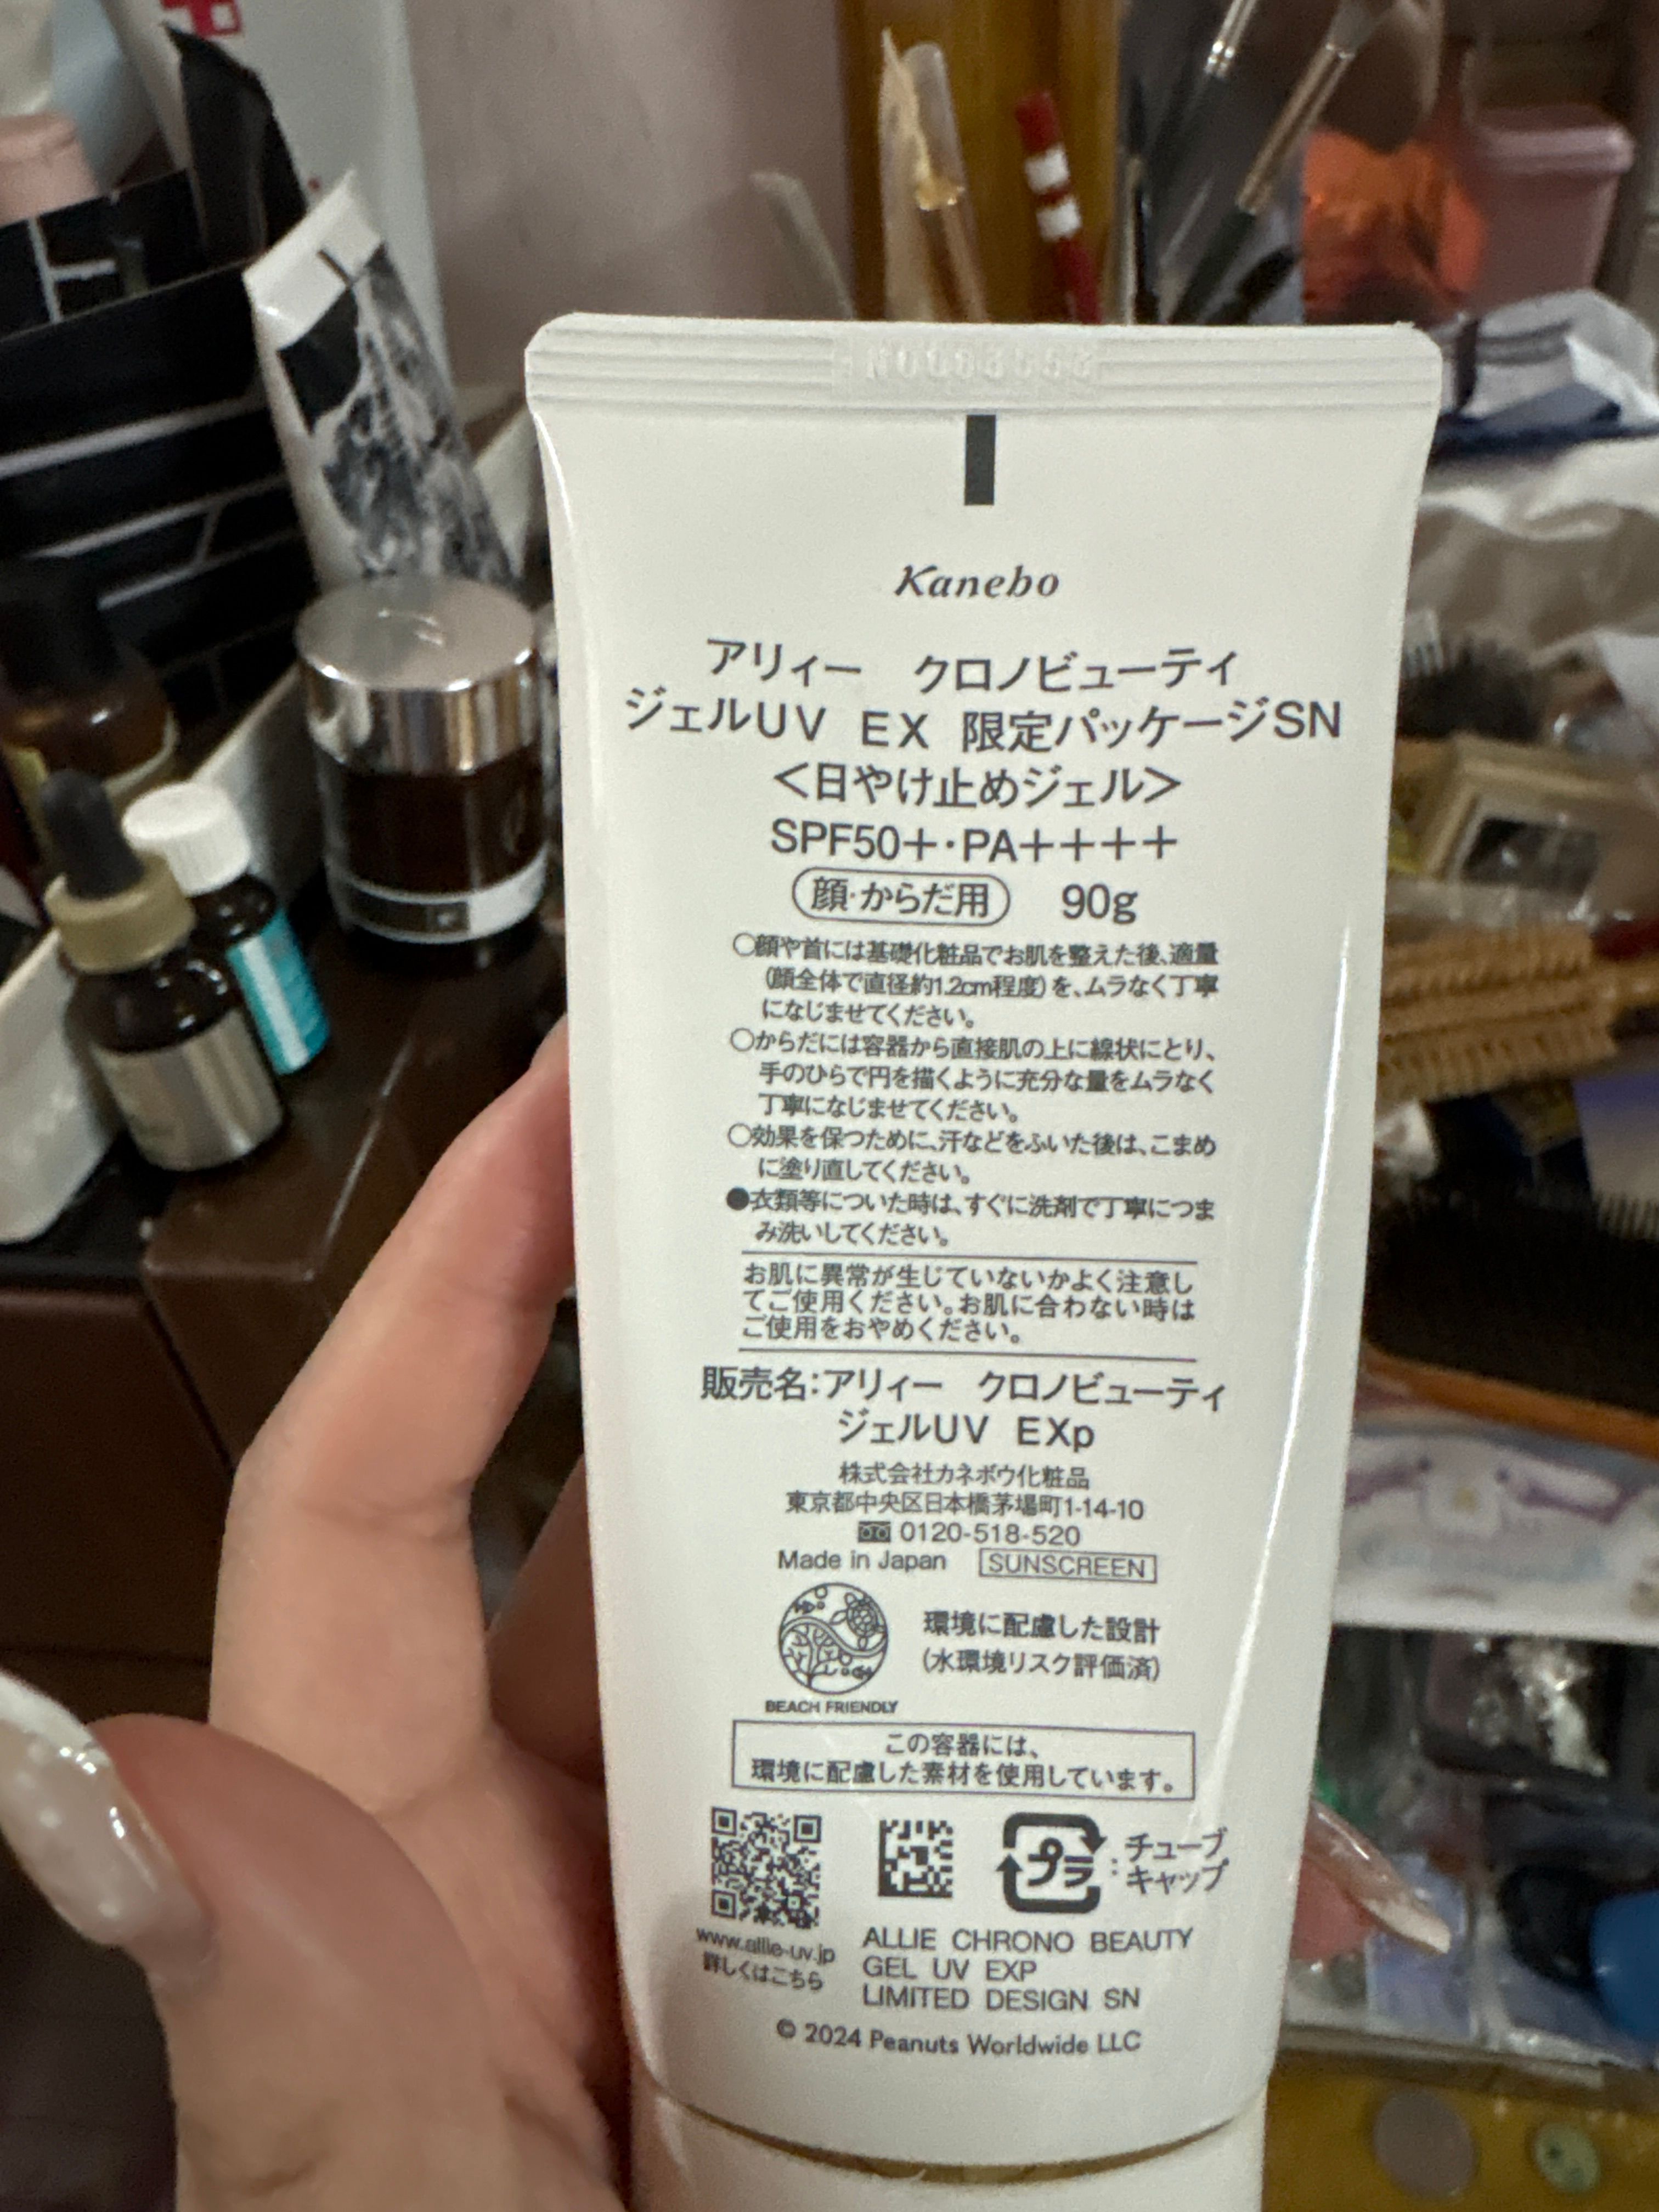 Kanebo
アリィー クロノビューティ
ジェルUV EX 限定パッケージSN
＜日やけ止めジェル＞
SPF50+・PA++++
顔・からだ用 90g
○顔や首には基礎化粧品でお肌を整えた後、適量
(顔全体で直径約1.2cm程度)を、ムラなく丁寧
になじませてください。
○からだには容器から直接肌の上に線状にとり、
手のひらで円を描くように充分な量をムラなく
丁寧になじませてください。
○効果を保つために、汗などをふいた後は、こまめ
に塗り直してください。
●衣類等についた時は、すぐに洗剤で丁寧につま
み洗いしてください。
お肌に異常が生じていないかよく注意し
てご使用ください。お肌に合わない時は
ご使用をおやめください。
販売名:アリィー クロノビューティ
ジェルUV EXp
株式会社カネボウ化粧品
東京都中央区日本橋茅場町1-14-10
0120-518-520
Made in Japan SUNSCREEN
環境に配慮した設計
(水環境リスク評価済)
BEACH FRIENDLY
この容器には、
環境に配慮した素材を使用しています。
プラ : チューブ
キャップ
www.allie-uv.jp
詳しくはこちら
ALLIE CHRONO BEAUTY
GEL UV EXP
LIMITED DESIGN SN
© 2024 Peanuts Worldwide LLC